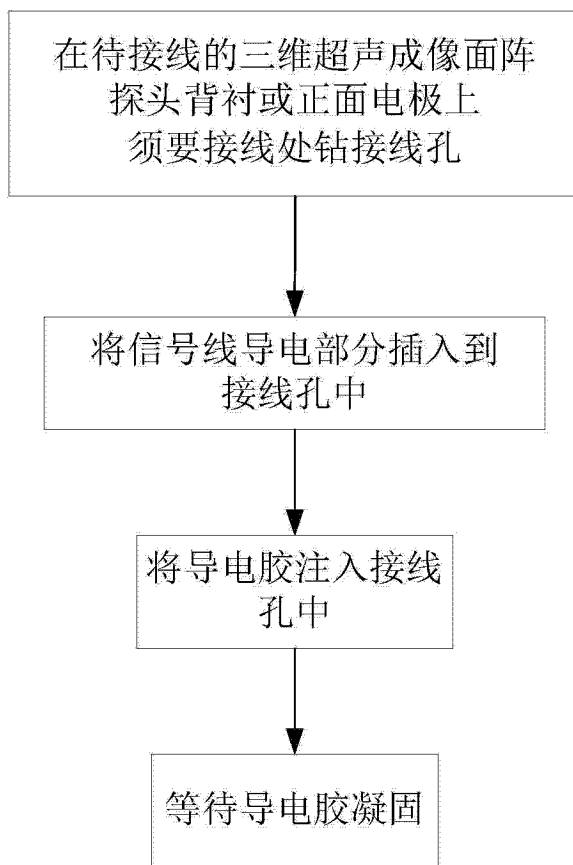 在待接线的三维超声成像面阵
探头背衬或正面电极上
须要接线处钻接线孔
将信号线导电部分插入到
接线孔中
将导电胶注入接线
孔中
等待导电胶凝固